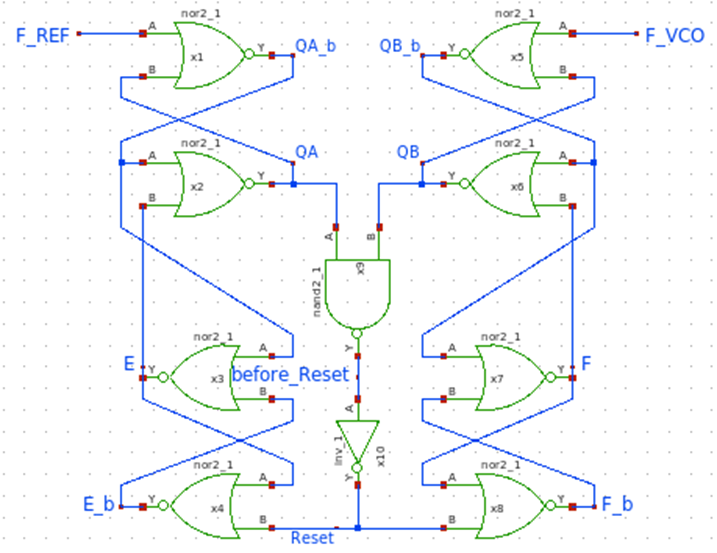 nor2_1 nor2_1
F_REF A x1 Y QA_b QB_b Y x5 A F_VCO
B B
nor2_1 nor2_1
A x2 Y QA QB Y x6 A
B B
A B
nand2_1 x9
Y
nor2_1 nor2_1
E Y x3 A A x7 Y F
B before_Reset B
A
inv_1 x10
nor2_1 Y nor2_1
E_b Y x4 A A x8 Y F_b
B B
Reset